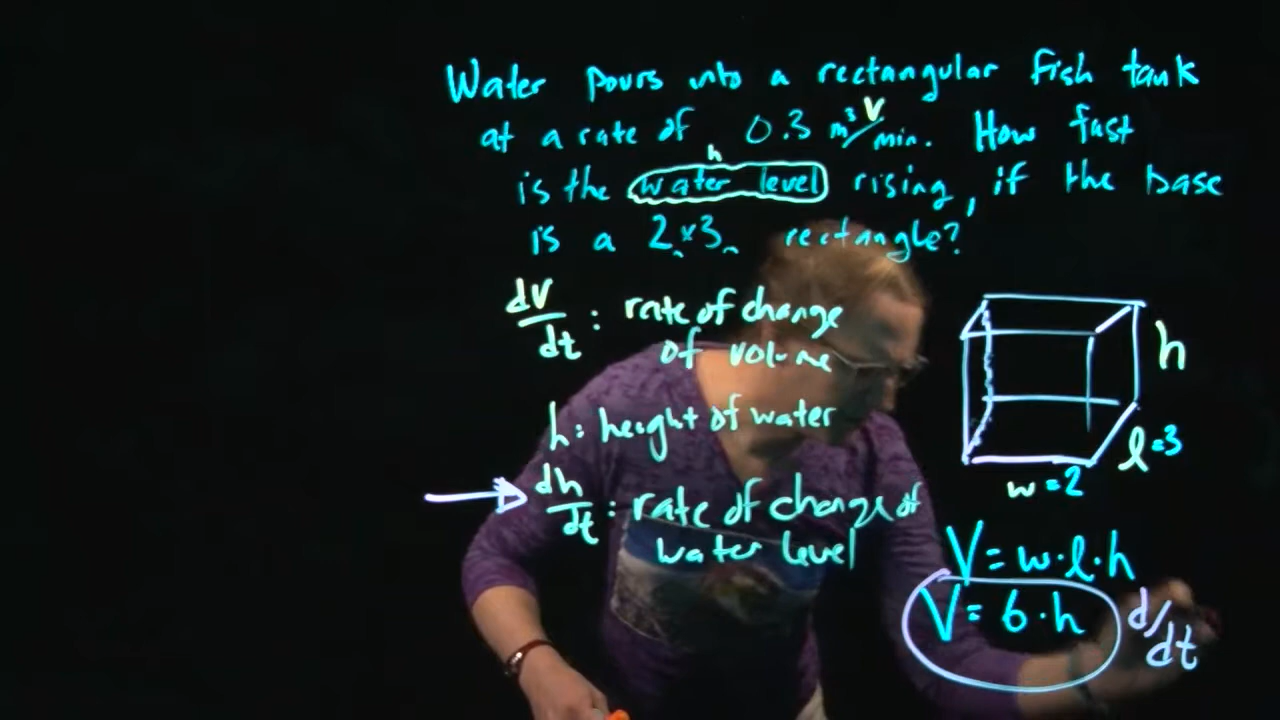 Water pours into a rectangular fish tank
V
at a rate of 0.3 m³/min. How fast
h
is the water level rising, if the base
is a 2x3 rectangle?
dV/dt : rate of change
of volume
h: height of water
dh/dt : rate of change of
water level
h
l=3
w=2
V=w·l·h
V=6·h d/dt